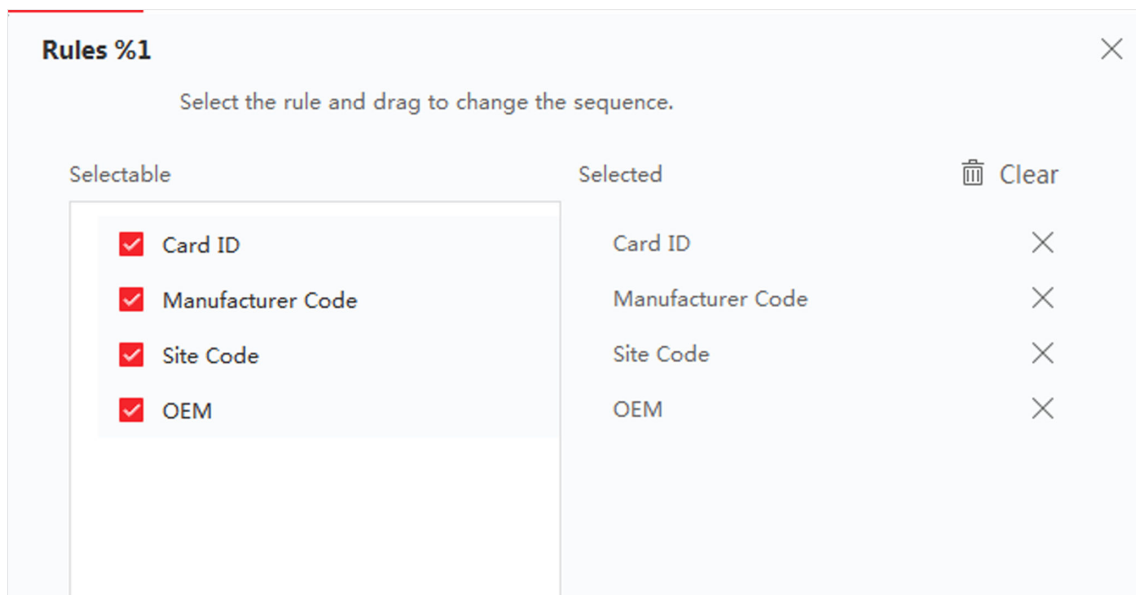 Rules %1
Select the rule and drag to change the sequence.
Selectable
Selected
Clear
Card ID
Card ID
Manufacturer Code
Manufacturer Code
Site Code
Site Code
OEM
OEM